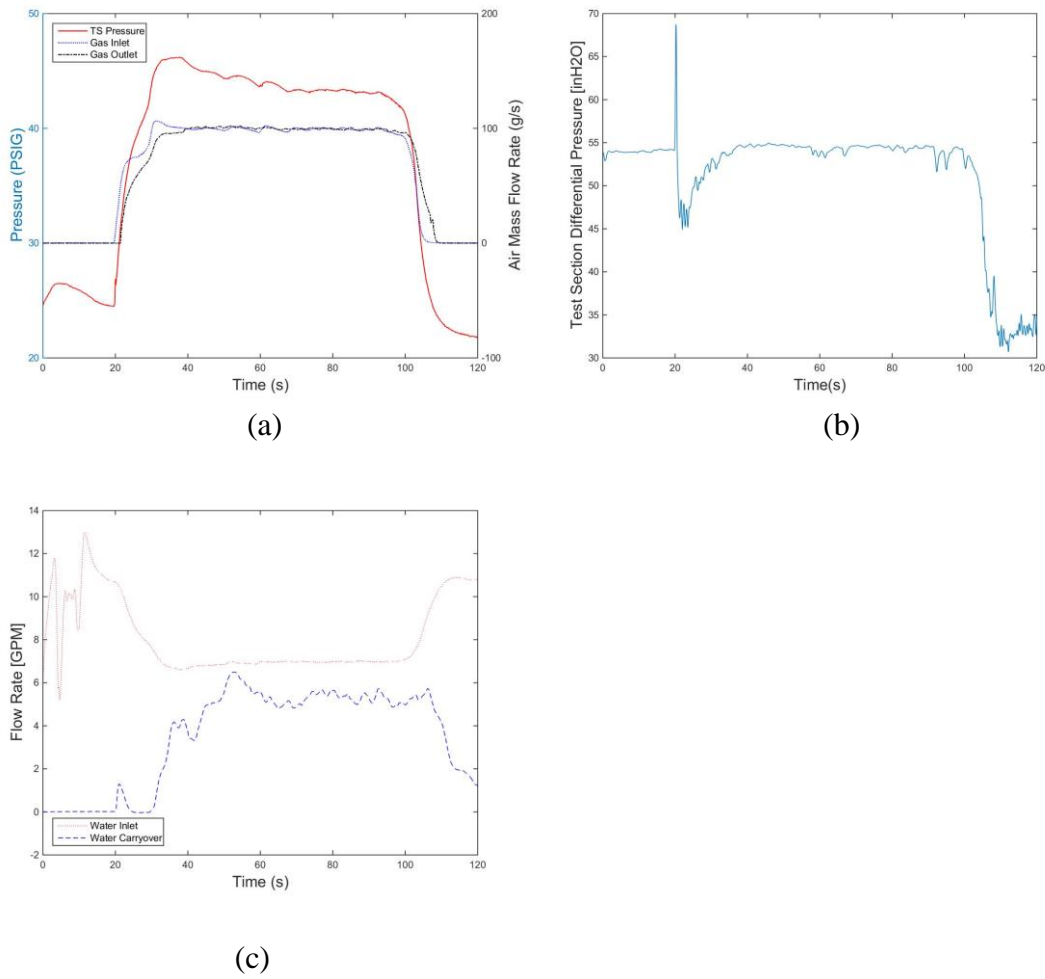 50
40
30
20
Pressure (PSIG)
200
100
0
-100
Air Mass Flow Rate (g/s)
TS Pressure
Gas Inlet
Gas Outlet
0 20 40 60 80 100 120
Time (s)
(a)
70
65
60
55
50
45
40
35
30
Test Section Differential Pressure [inH2O]
0 20 40 60 80 100 120
Time(s)
(b)
14
12
10
8
6
4
2
0
-2
Flow Rate [GPM]
Water Inlet
Water Carryover
0 20 40 60 80 100 120
Time (s)
(c)